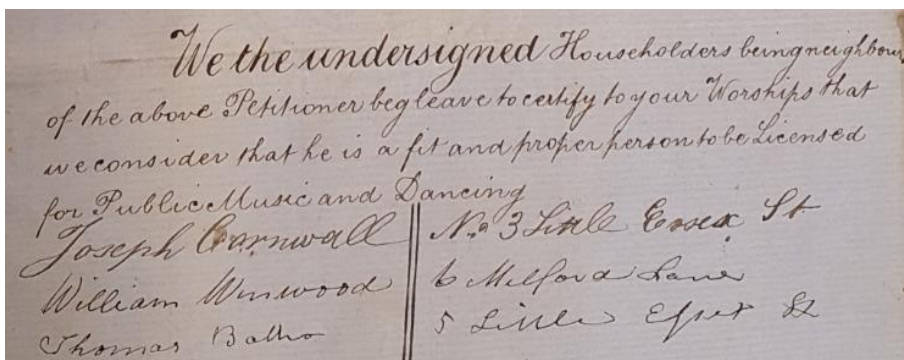 We the undersigned Householders being neighbour
of the above Petitioner beg leave to certify to your Worships that
we consider that he is a fit and proper person to be Licensed
for Public Music and Dancing
Joseph Cornwall No 3 Little Essex St
William Winwood 6 Milford Lane
Thomas 5 Little Essex St